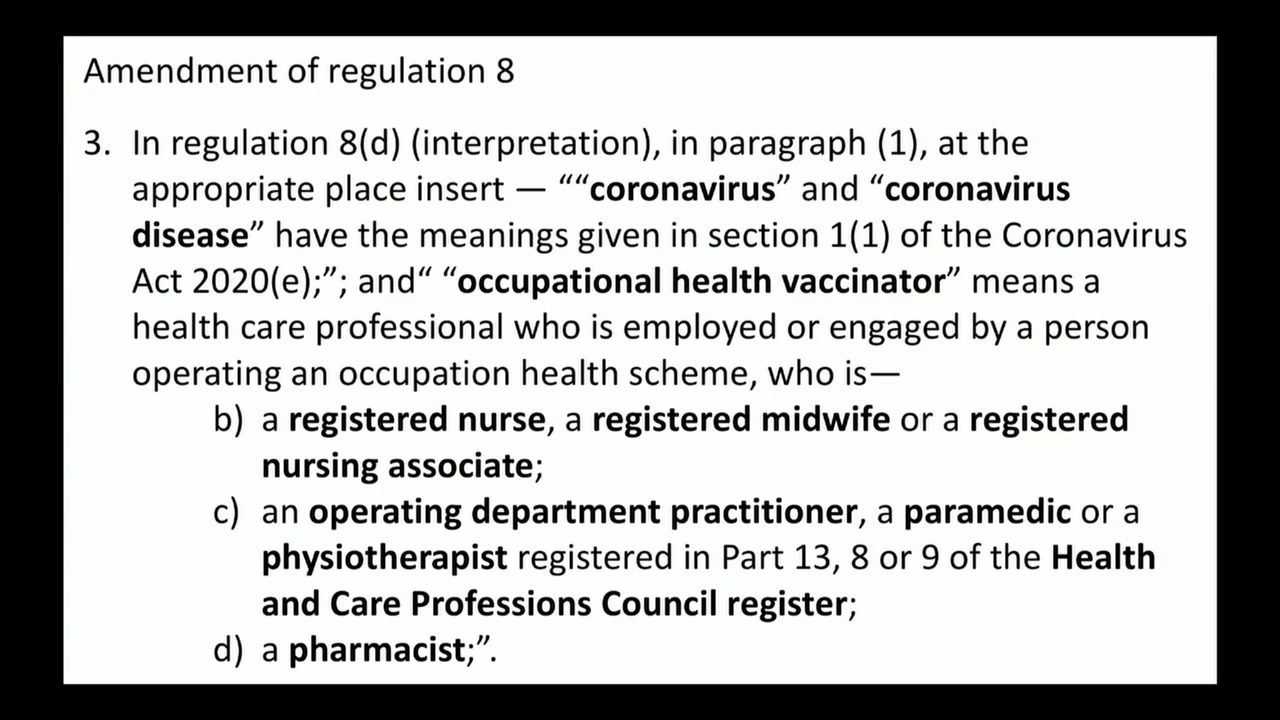 Amendment of regulation 8
3. In regulation 8(d) (interpretation), in paragraph (1), at the
appropriate place insert — ““coronavirus” and “coronavirus
disease” have the meanings given in section 1(1) of the Coronavirus
Act 2020(e);”; and“ “occupational health vaccinator” means a
health care professional who is employed or engaged by a person
operating an occupation health scheme, who is—
b) a registered nurse, a registered midwife or a registered
nursing associate;
c) an operating department practitioner, a paramedic or a
physiotherapist registered in Part 13, 8 or 9 of the Health
and Care Professions Council register;
d) a pharmacist;”.